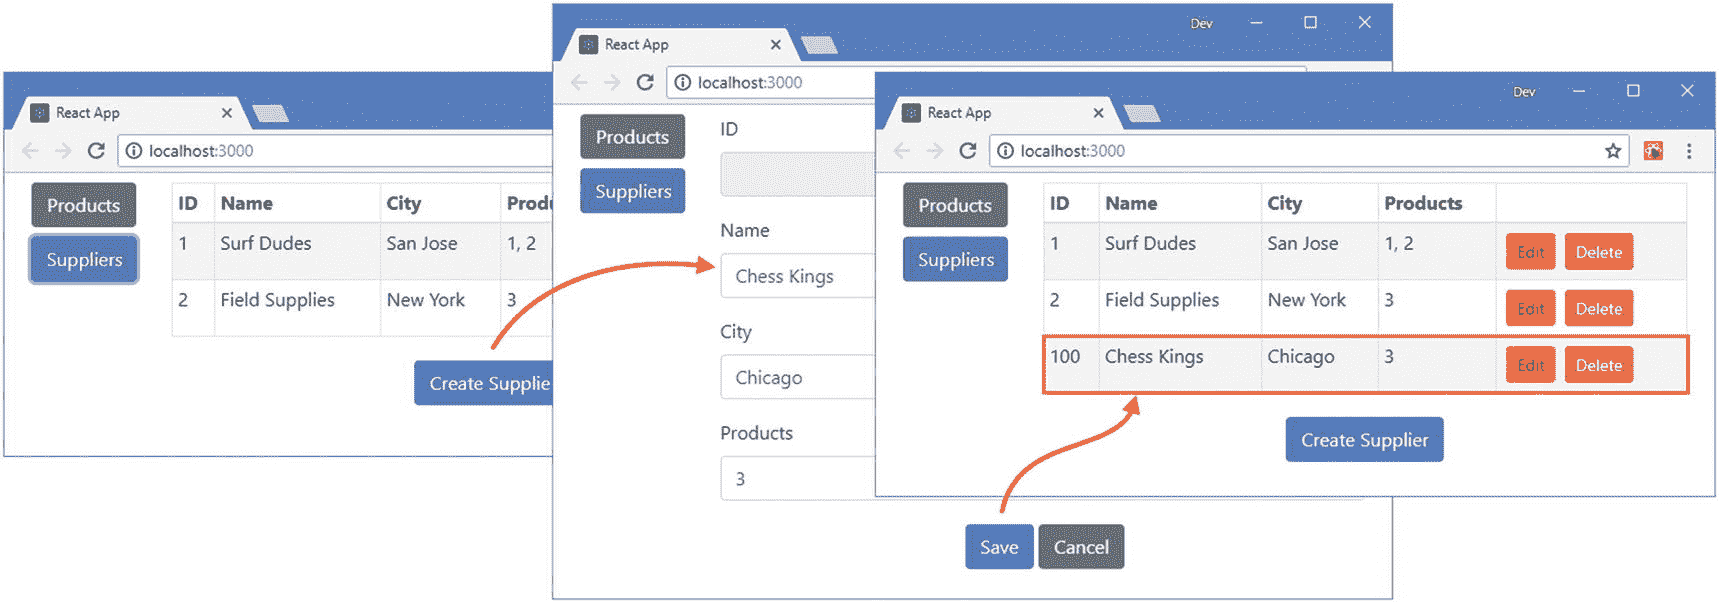 React App
localhost:3000
Products
Suppliers
ID Name City Produ
1 Surf Dudes San Jose 1, 2
2 Field Supplies New York 3
Create Supplie
Dev
React App
localhost:3000
Products
Suppliers
ID
Name
Chess Kings
City
Chicago
Products
3
Save Cancel
Dev
React App
localhost:3000
Products
Suppliers
ID Name City Products
1 Surf Dudes San Jose 1, 2 Edit Delete
2 Field Supplies New York 3 Edit Delete
100 Chess Kings Chicago 3 Edit Delete
Create Supplier